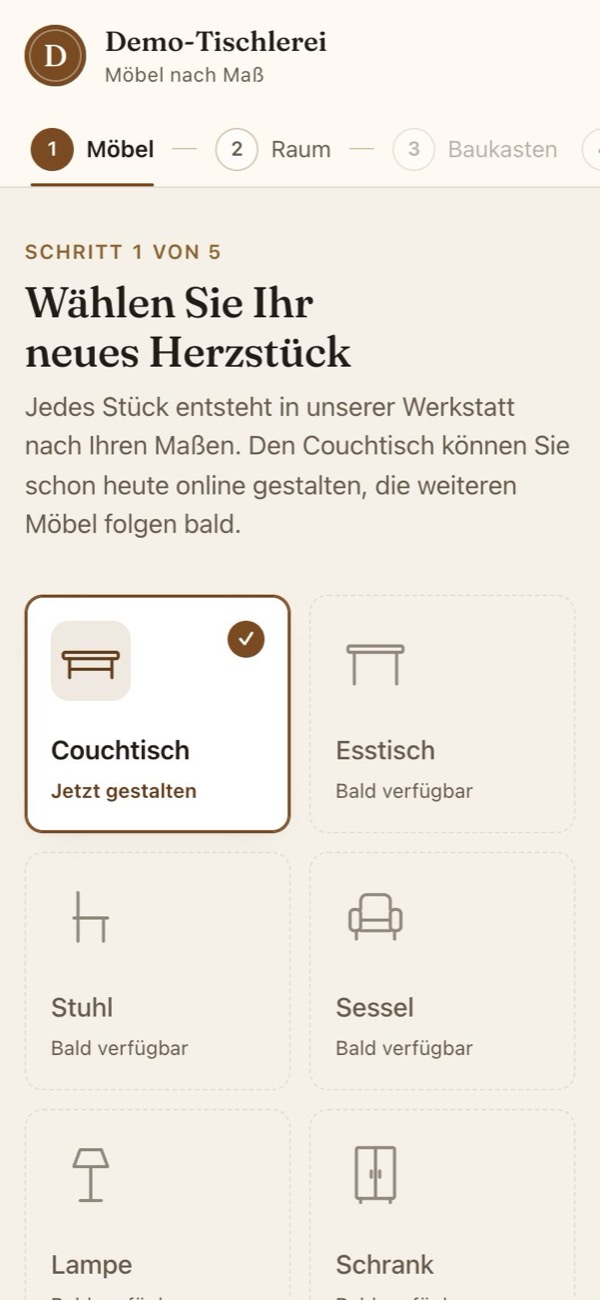 D
Demo-Tischlerei
Möbel nach Maß
1 Möbel
2 Raum
3 Baukasten
SCHRITT 1 VON 5
Wählen Sie Ihr
neues Herzstück
Jedes Stück entsteht in unserer Werkstatt
nach Ihren Maßen. Den Couchtisch können Sie
schon heute online gestalten, die weiteren
Möbel folgen bald.
Couchtisch
Jetzt gestalten
Esstisch
Bald verfügbar
Stuhl
Bald verfügbar
Sessel
Bald verfügbar
Lampe
Schrank